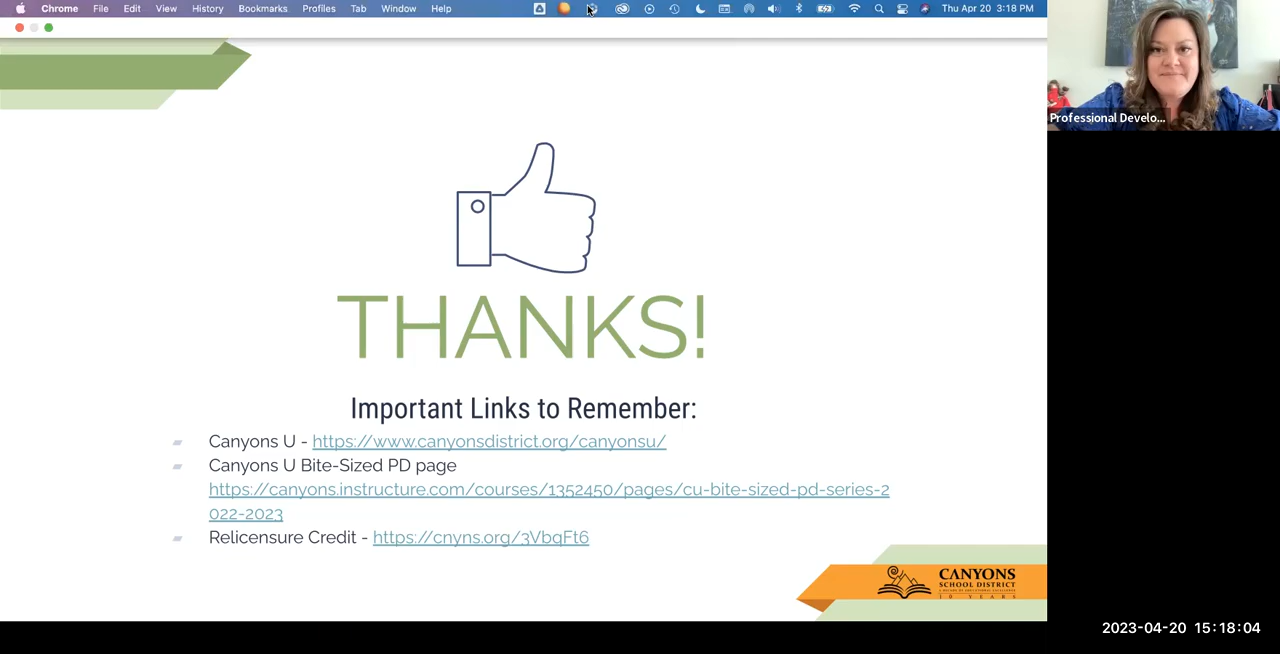 Chrome File Edit View History Bookmarks Profiles Tab Window Help Thu Apr 20 3:18 PM
Professional Develo...
THANKS!
Important Links to Remember:
Canyons U - https://www.canyonsdistrict.org/canyonsu/
Canyons U Bite-Sized PD page
https://canyons.instructure.com/courses/1352450/pages/cu-bite-sized-pd-series-2
022-2023
Relicensure Credit - https://cnyns.org/3VbqFt6
CANYONS
SCHOOL DISTRICT
10 YEARS
2023-04-20 15:18:04